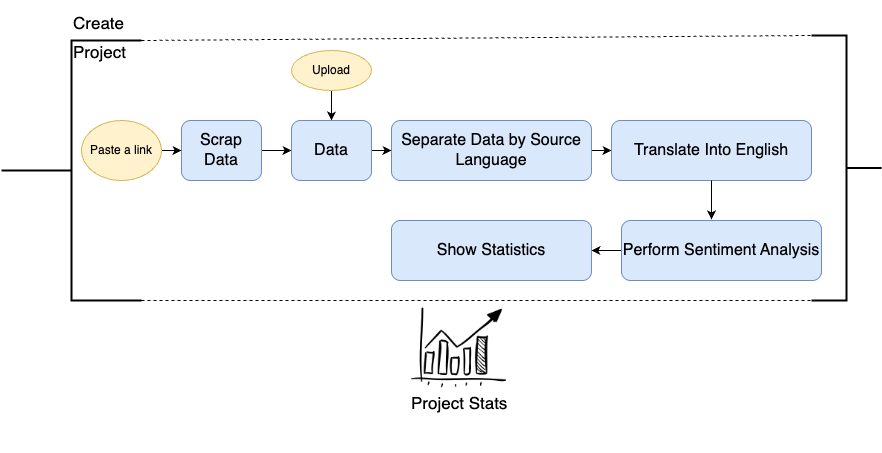 Create
Project
Upload
Paste a link
Scrap
Data
Data
Separate Data by Source
Language
Translate Into English
Show Statistics
Perform Sentiment Analysis
Project Stats